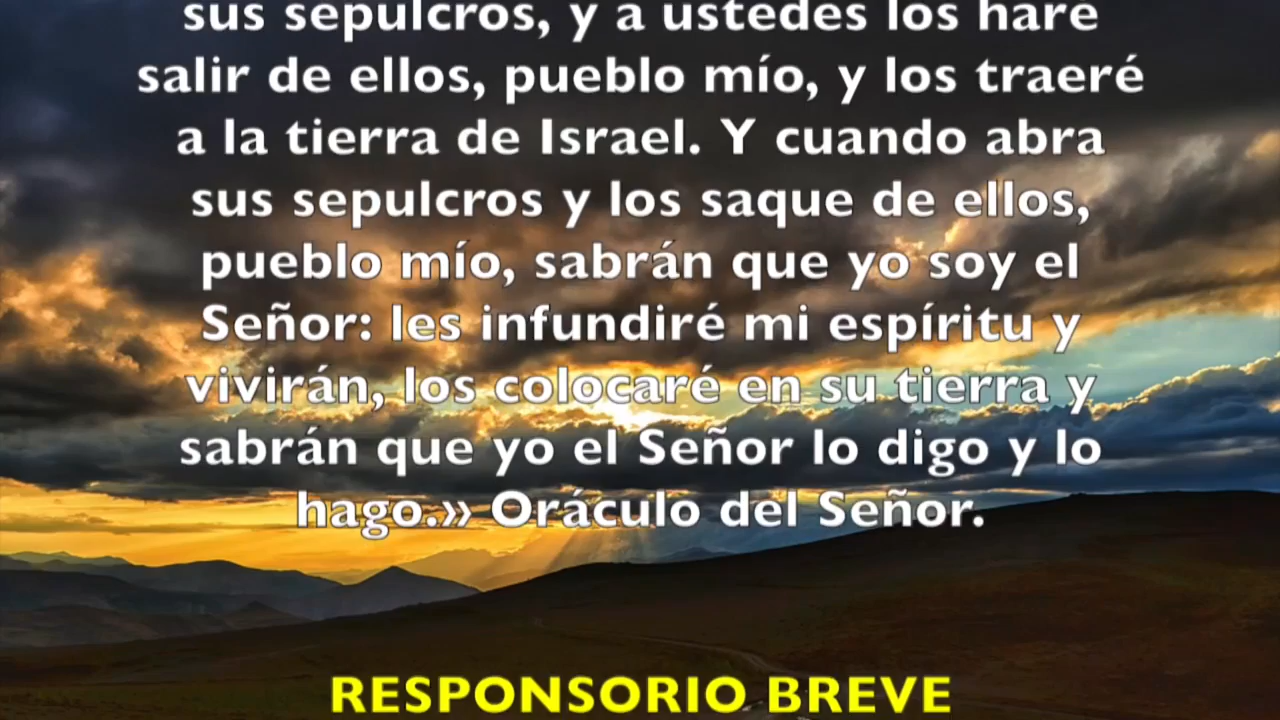 sus sepulcros, y a ustedes los haré
salir de ellos, pueblo mío, y los traeré
a la tierra de Israel. Y cuando abra
sus sepulcros y los saque de ellos,
pueblo mío, sabrán que yo soy el
Señor: les infundiré mi espíritu y
vivirán, los colocaré en su tierra y
sabrán que yo el Señor lo digo y lo
hago.» Oráculo del Señor.
RESPONSORIO BREVE